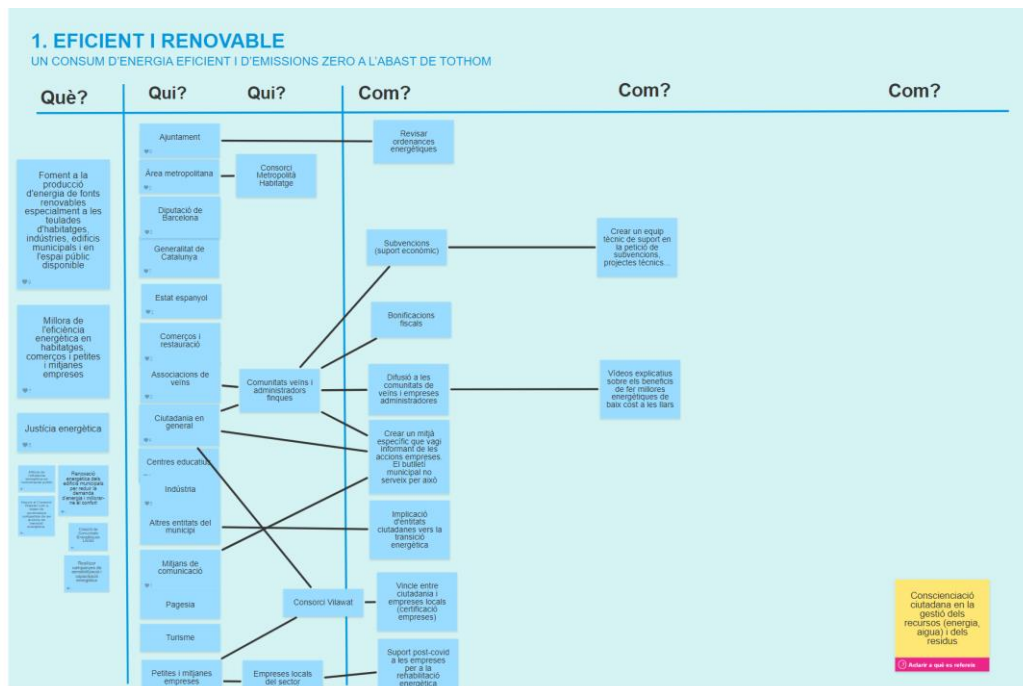 1. EFICIENT I RENOVABLE
UN CONSUM D'ENERGIA EFICIENT I D'EMISSIONS ZERO A L'ABAST DE TOTHOM
Què?
Qui?
Qui?
Com?
Com?
Com?
Foment a la
producció
d'energia de fonts
renovables
especialment a les
teulades
d'habitatges,
indústries, edificis
municipals i en
l'espai públic
disponible
Millora de
l'eficiència
energètica en
habitatges,
comerços i petites
i mitjanes
empreses
Justícia energètica
Renovació
energètica dels
edificis municipals
per reduir la
demanda
d'energia i millorar-
ne el confort
Ajuntament
Àrea metropolitana
Diputació de
Barcelona
Generalitat de
Catalunya
Estat espanyol
Comerços i
restauració
Associacions de
veïns
Ciutadania en
general
Centres educatius
Indústria
Altres entitats del
municipi
Mitjans de
comunicació
Pagesia
Turisme
Petites i mitjanes
empreses
Consorci
Metropolità
Habitatge
Comunitats veïns i
administradors
finques
Consorci Vilawat
Empreses locals
del sector
Revisar
ordenances
energètiques
Subvencions
(suport econòmic)
Bonificacions
fiscals
Difusió a les
comunitats de
veïns i empreses
administradores
Crear un mitjà
específic que vagi
informant de les
accions empreses.
El butlletí
municipal no
serveix per això
Implicació
d'entitats
ciutadanes vers la
transició
energètica
Vincle entre
ciutadania i
empreses locals
(certificació
empreses)
Suport post-covid
a les empreses
per a la
rehabilitació
energètica
Crear un equip
tècnic de suport en
la petició de
subvencions,
projectes tècnics...
Vídeos explicatius
sobre els beneficis
de fer millores
energètiques de
baix cost a les llars
Conscienciació
ciutadana en la
gestió dels
recursos (energia,
aigua) i dels
residus
Aclarir a què es refereix